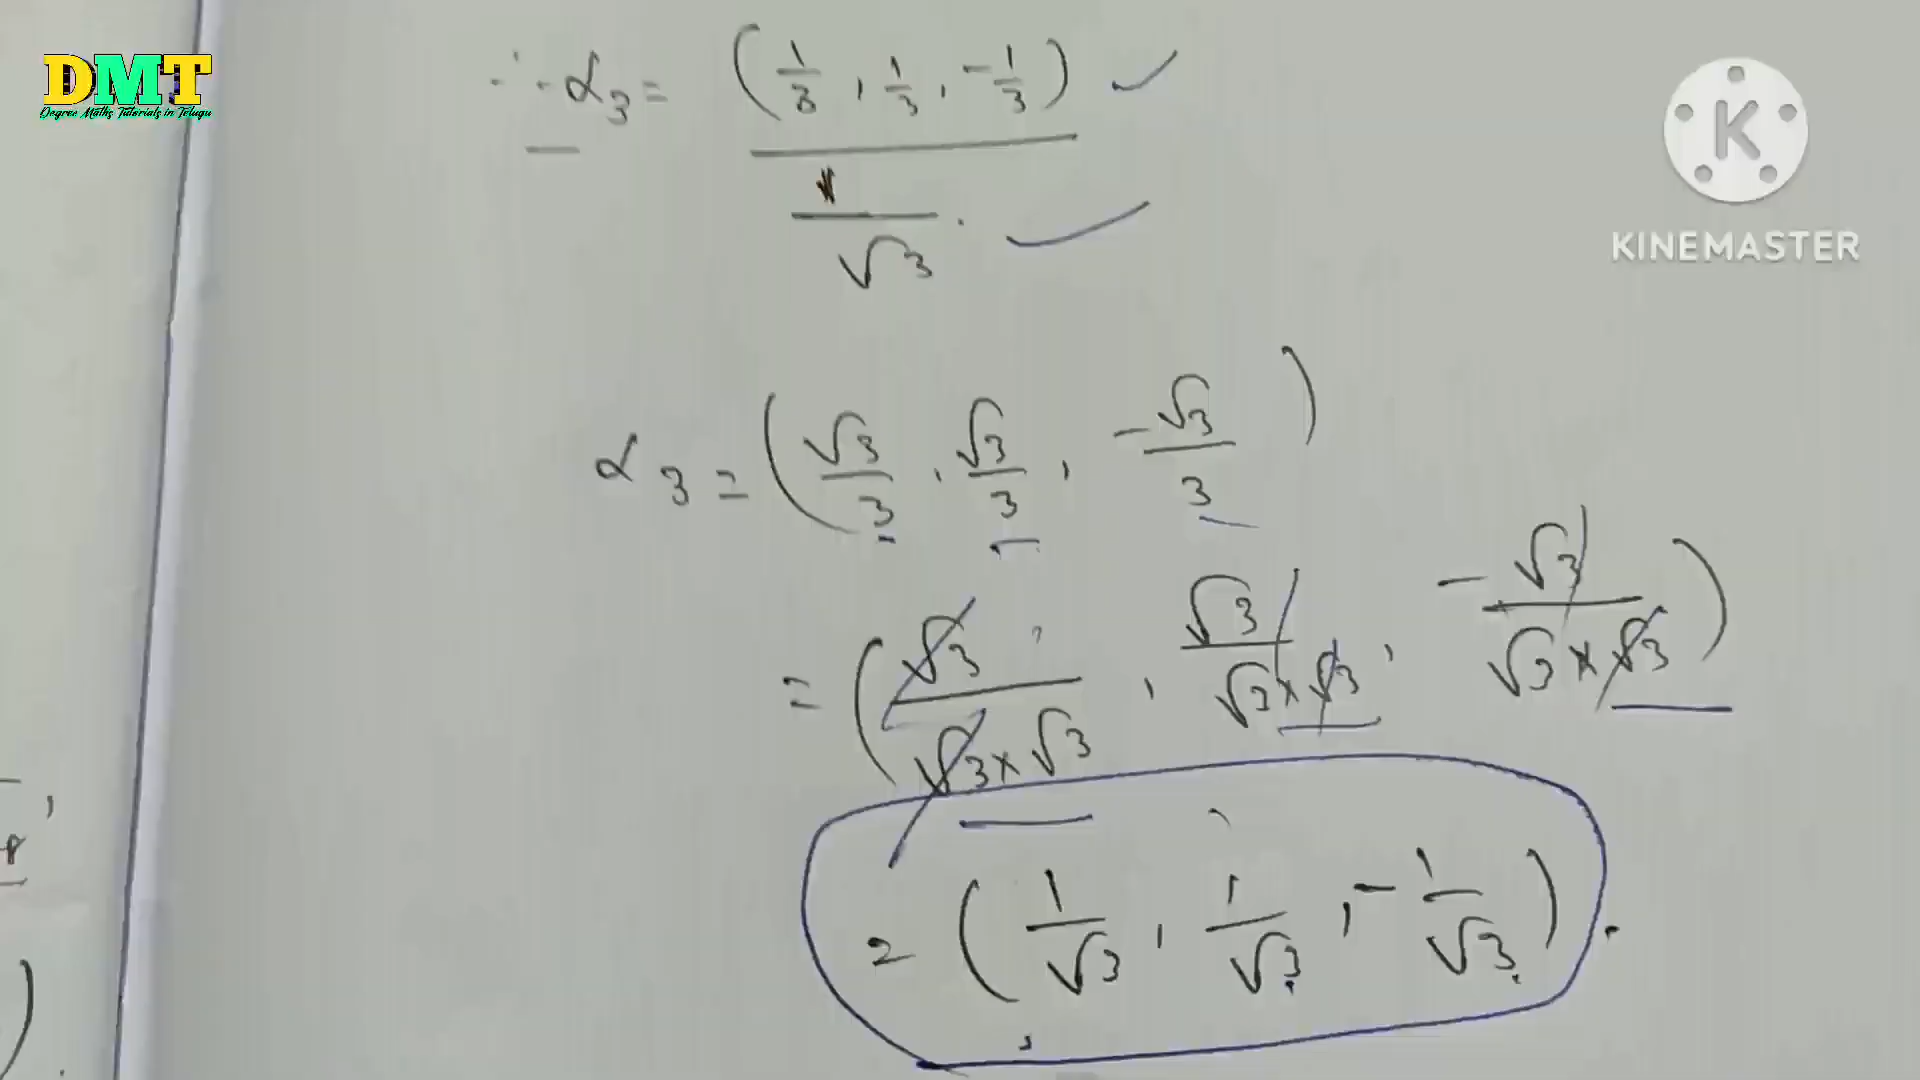 DMT
Degree Maths Tutorials in Telugu
K
KINEMASTER
∴ α₃ = (1/3, 1/3, -1/3) / (1/√3) ✓ ✓
α₃ = (√3/3, √3/3, -√3/3)
= (√3/(√3×√3), √3/(√3×√3), -√3/(√3×√3))
= (1/√3, 1/√3, -1/√3).